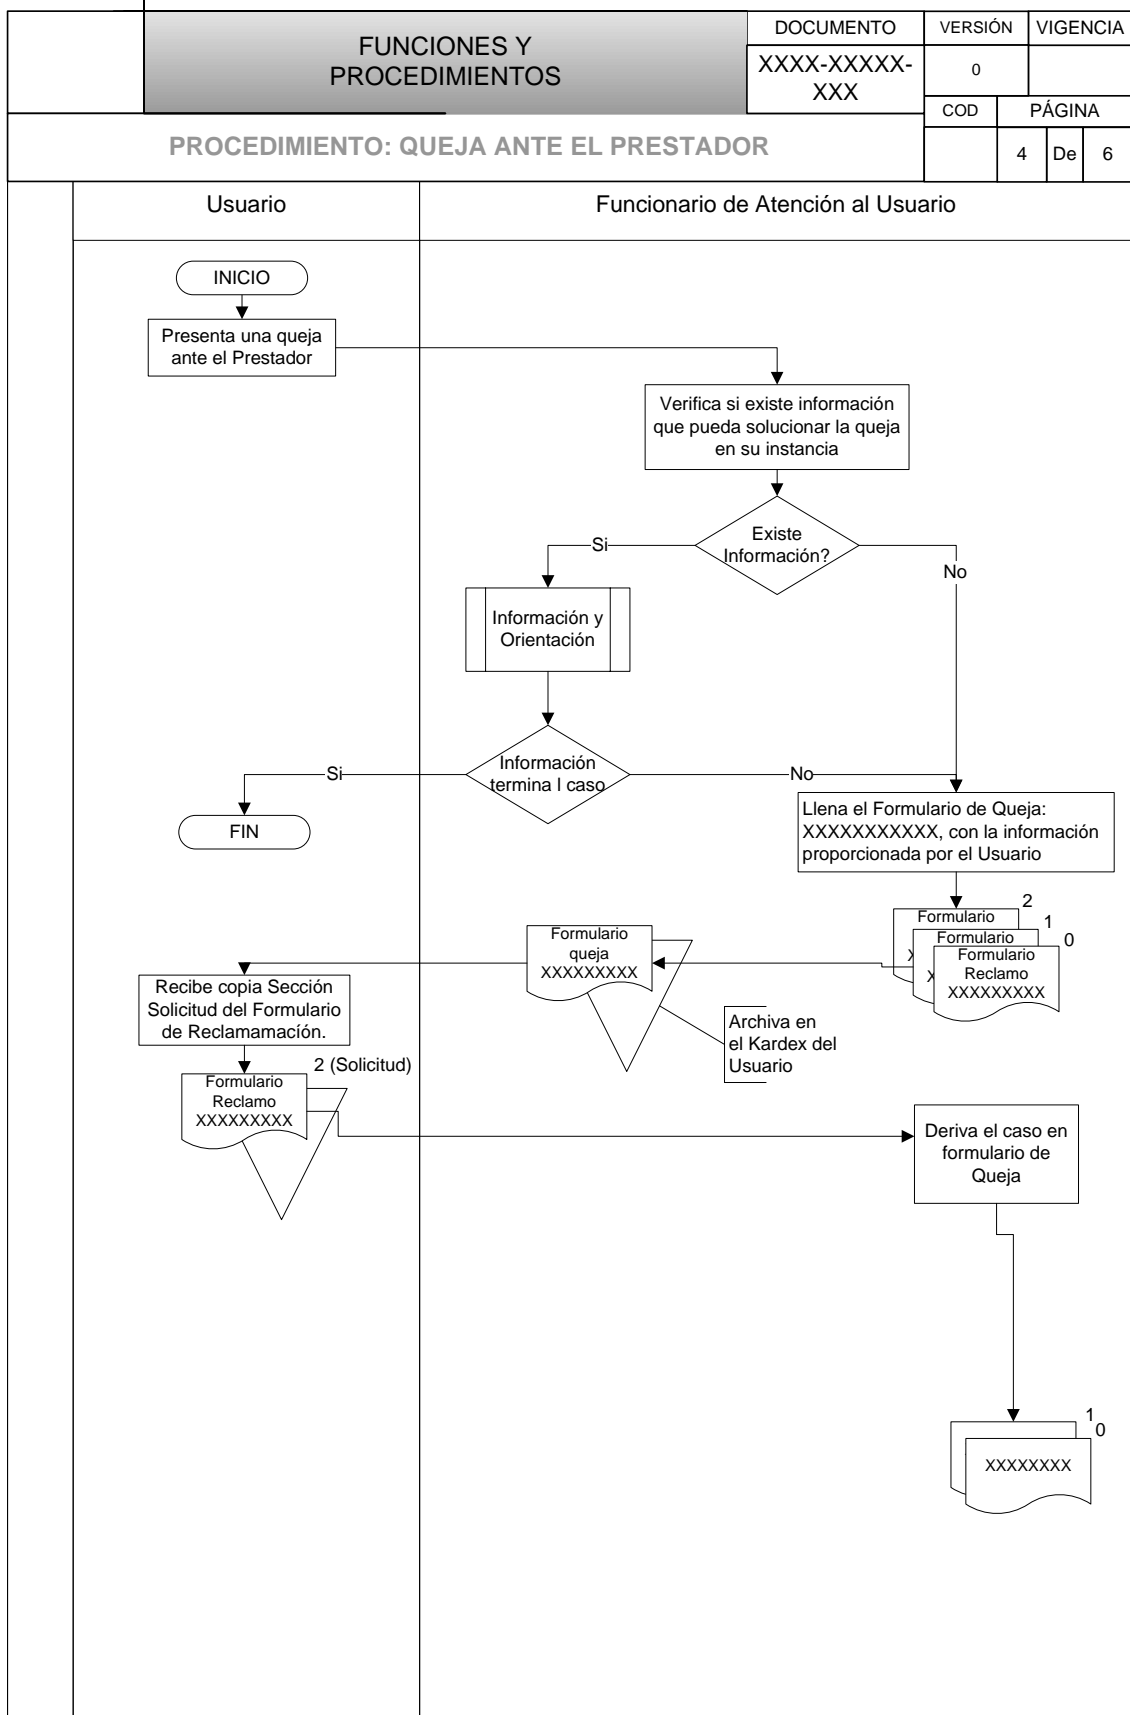 FUNCIONES Y
PROCEDIMIENTOS
DOCUMENTO
VERSIÓN
VIGENCIA
XXXX-XXXXX-
XXX
0
COD
PÁGINA
PROCEDIMIENTO: QUEJA ANTE EL PRESTADOR
4
De
6
Usuario
Funcionario de Atención al Usuario
INICIO
Presenta una queja
ante el Prestador
Verifica si existe información
que pueda solucionar la queja
en su instancia
Existe
Información?
Si
No
Información y
Orientación
Información
termina l caso
Si
No
FIN
Llena el Formulario de Queja:
XXXXXXXXXXX, con la información
proporcionada por el Usuario
2
Formulario
1
Formulario
0
Formulario
Reclamo
XXXXXXXXX
X
X
Formulario
queja
XXXXXXXXX
Recibe copia Sección
Solicitud del Formulario
de Reclamamacíón.
Archiva en
el Kardex del
Usuario
2 (Solicitud)
Formulario
Reclamo
XXXXXXXXX
Deriva el caso en
formulario de
Queja
1
0
XXXXXXXX